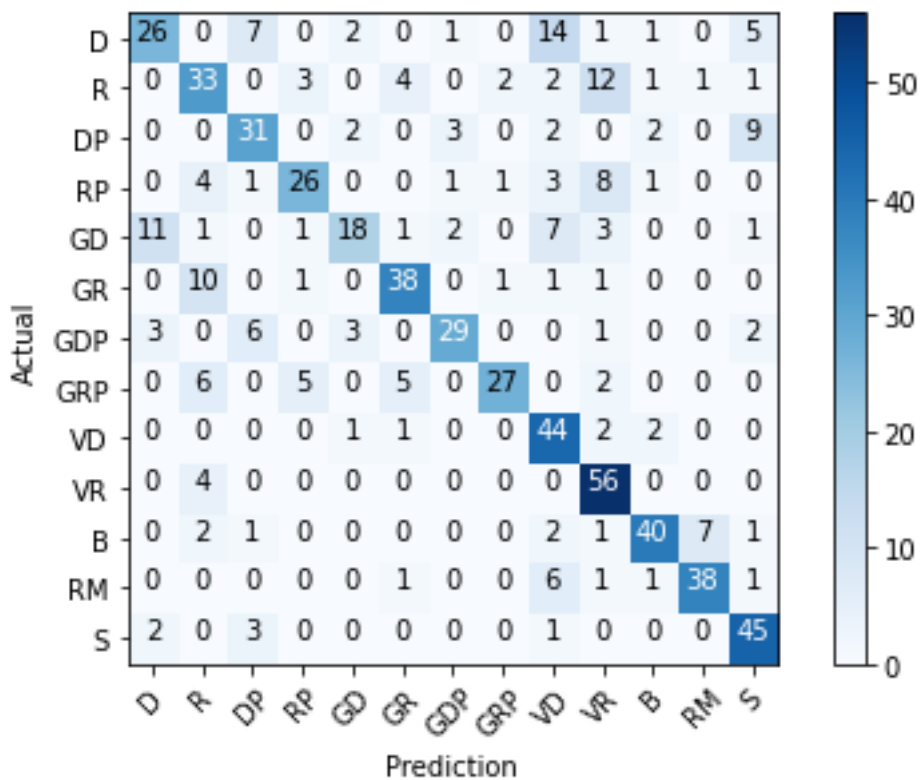 D 26 0 7 0 2 0 1 0 14 1 1 0 5
R 0 33 0 3 0 4 0 2 2 12 1 1 1
DP 0 0 31 0 2 0 3 0 2 0 2 0 9
RP 0 4 1 26 0 0 1 1 3 8 1 0 0
GD 11 1 0 1 18 1 2 0 7 3 0 0 1
GR 0 10 0 1 0 38 0 1 1 1 0 0 0
GDP 3 0 6 0 3 0 29 0 0 1 0 0 2
GRP 0 6 0 5 0 5 0 27 0 2 0 0 0
VD 0 0 0 0 1 1 0 0 44 2 2 0 0
VR 0 4 0 0 0 0 0 0 0 56 0 0 0
B 0 2 1 0 0 0 0 0 2 1 40 7 1
RM 0 0 0 0 0 1 0 0 6 1 1 38 1
S 2 0 3 0 0 0 0 0 1 0 0 0 45
D R DP RP GD GR GDP GRP VD VR B RM S
Prediction
Actual
50
40
30
20
10
0